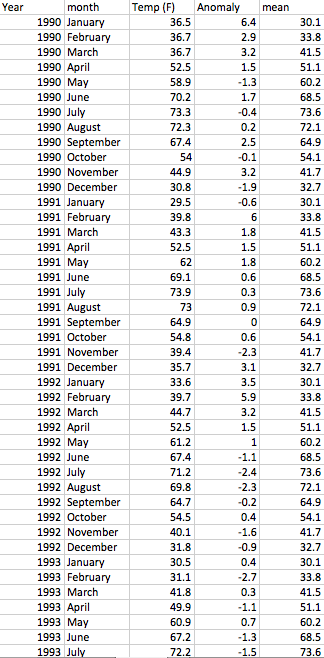 Year month Temp (F) Anomaly mean
1990 January 36.5 6.4 30.1
1990 February 36.7 2.9 33.8
1990 March 36.7 3.2 41.5
1990 April 52.5 1.5 51.1
1990 May 58.9 -1.3 60.2
1990 June 70.2 1.7 68.5
1990 July 73.3 -0.4 73.6
1990 August 72.3 0.2 72.1
1990 September 67.4 2.5 64.9
1990 October 54 -0.1 54.1
1990 November 44.9 3.2 41.7
1990 December 30.8 -1.9 32.7
1991 January 29.5 -0.6 30.1
1991 February 39.8 6 33.8
1991 March 43.3 1.8 41.5
1991 April 52.5 1.5 51.1
1991 May 62 1.8 60.2
1991 June 69.1 0.6 68.5
1991 July 73.9 0.3 73.6
1991 August 73 0.9 72.1
1991 September 64.9 0 64.9
1991 October 54.8 0.6 54.1
1991 November 39.4 -2.3 41.7
1991 December 35.7 3.1 32.7
1992 January 33.6 3.5 30.1
1992 February 39.7 5.9 33.8
1992 March 44.7 3.2 41.5
1992 April 52.5 1.5 51.1
1992 May 61.2 1 60.2
1992 June 67.4 -1.1 68.5
1992 July 71.2 -2.4 73.6
1992 August 69.8 -2.3 72.1
1992 September 64.7 -0.2 64.9
1992 October 54.5 0.4 54.1
1992 November 40.1 -1.6 41.7
1992 December 31.8 -0.9 32.7
1993 January 30.5 0.4 30.1
1993 February 31.1 -2.7 33.8
1993 March 41.8 0.3 41.5
1993 April 49.9 -1.1 51.1
1993 May 60.9 0.7 60.2
1993 June 67.2 -1.3 68.5
1993 July 72.2 -1.5 73.6